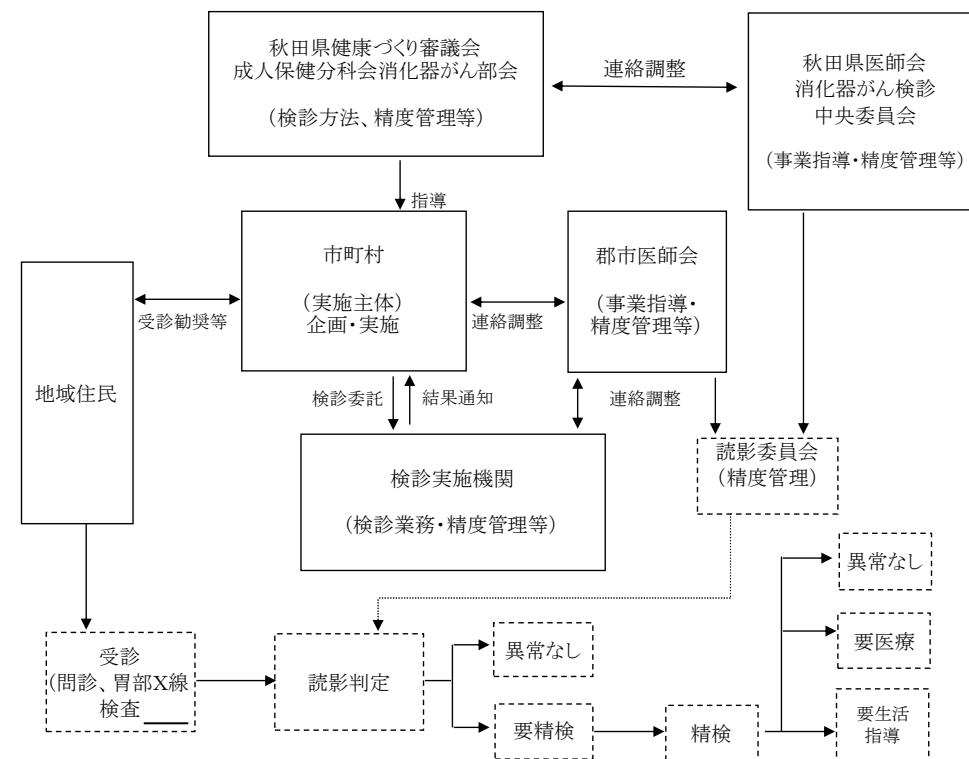 秋田県健康づくり審議会
成人保健分科会消化器がん部会
(検診方法、精度管理等)
連絡調整
秋田県医師会
消化器がん検診
中央委員会
(事業指導・精度管理等)
指導
市町村
(実施主体)
企画・実施
郡市医師会
(事業指導・
精度管理等)
受診勧奨等
連絡調整
地域住民
検診委託
結果通知
連絡調整
検診実施機関
(検診業務・精度管理等)
読影委員会
(精度管理)
受診
(問診、胃部X線
検査
読影判定
異常なし
要精検
精検
異常なし
要医療
要生活
指導